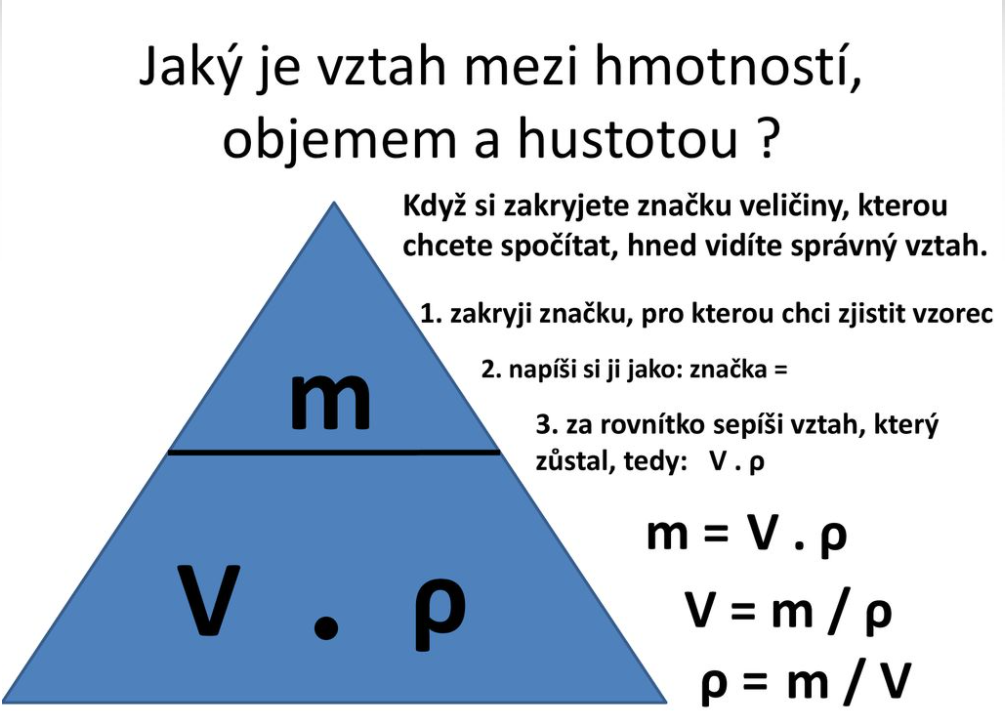 Jaký je vztah mezi hmotností,
objemem a hustotou ?
Když si zakryjete značku veličiny, kterou
chcete spočítat, hned vidíte správný vztah.
1. zakryji značku, pro kterou chci zjistit vzorec
2. napíši si ji jako: značka =
3. za rovnítko sepíši vztah, který
zůstal, tedy: V . ρ
m
V . ρ
m = V . ρ
V = m / ρ
ρ = m / V